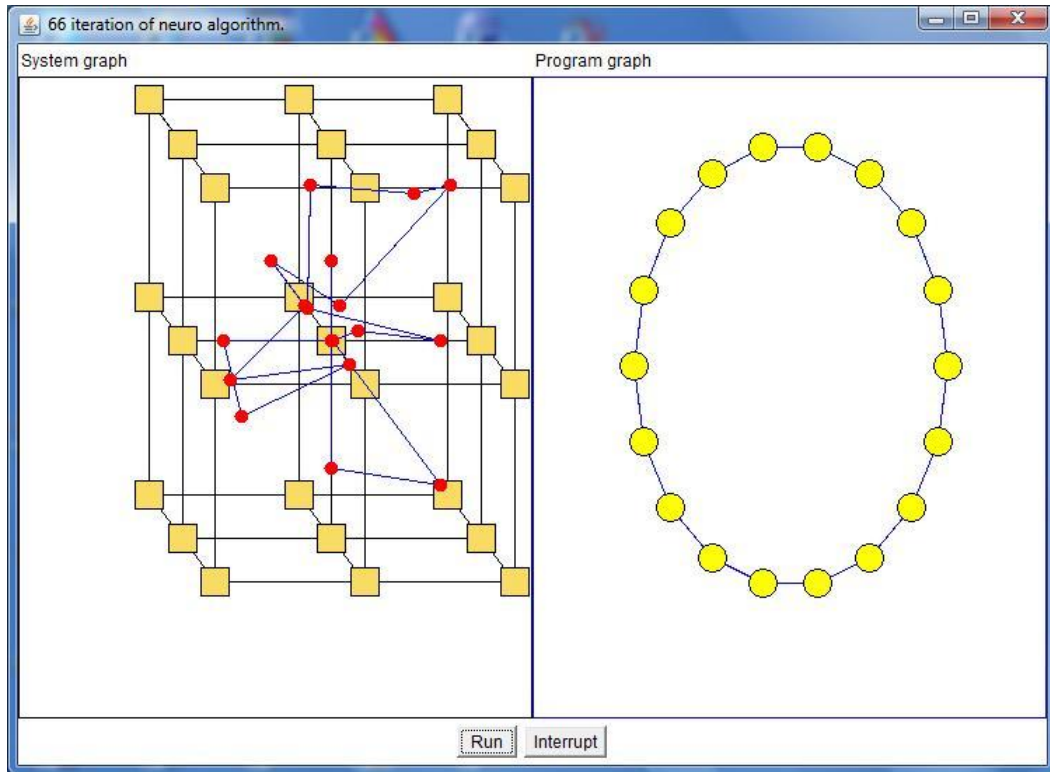 66 iteration of neuro algorithm.
System graph
Program graph
Run
Interrupt